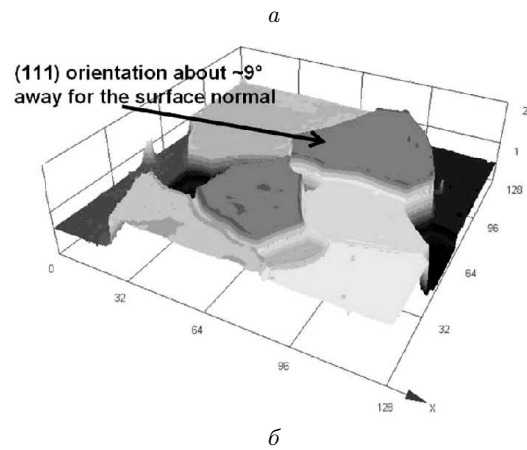 а
(111) orientation about ~9°
away for the surface normal
2
1
128
96
64
32
0
32
64
96
128
X
б